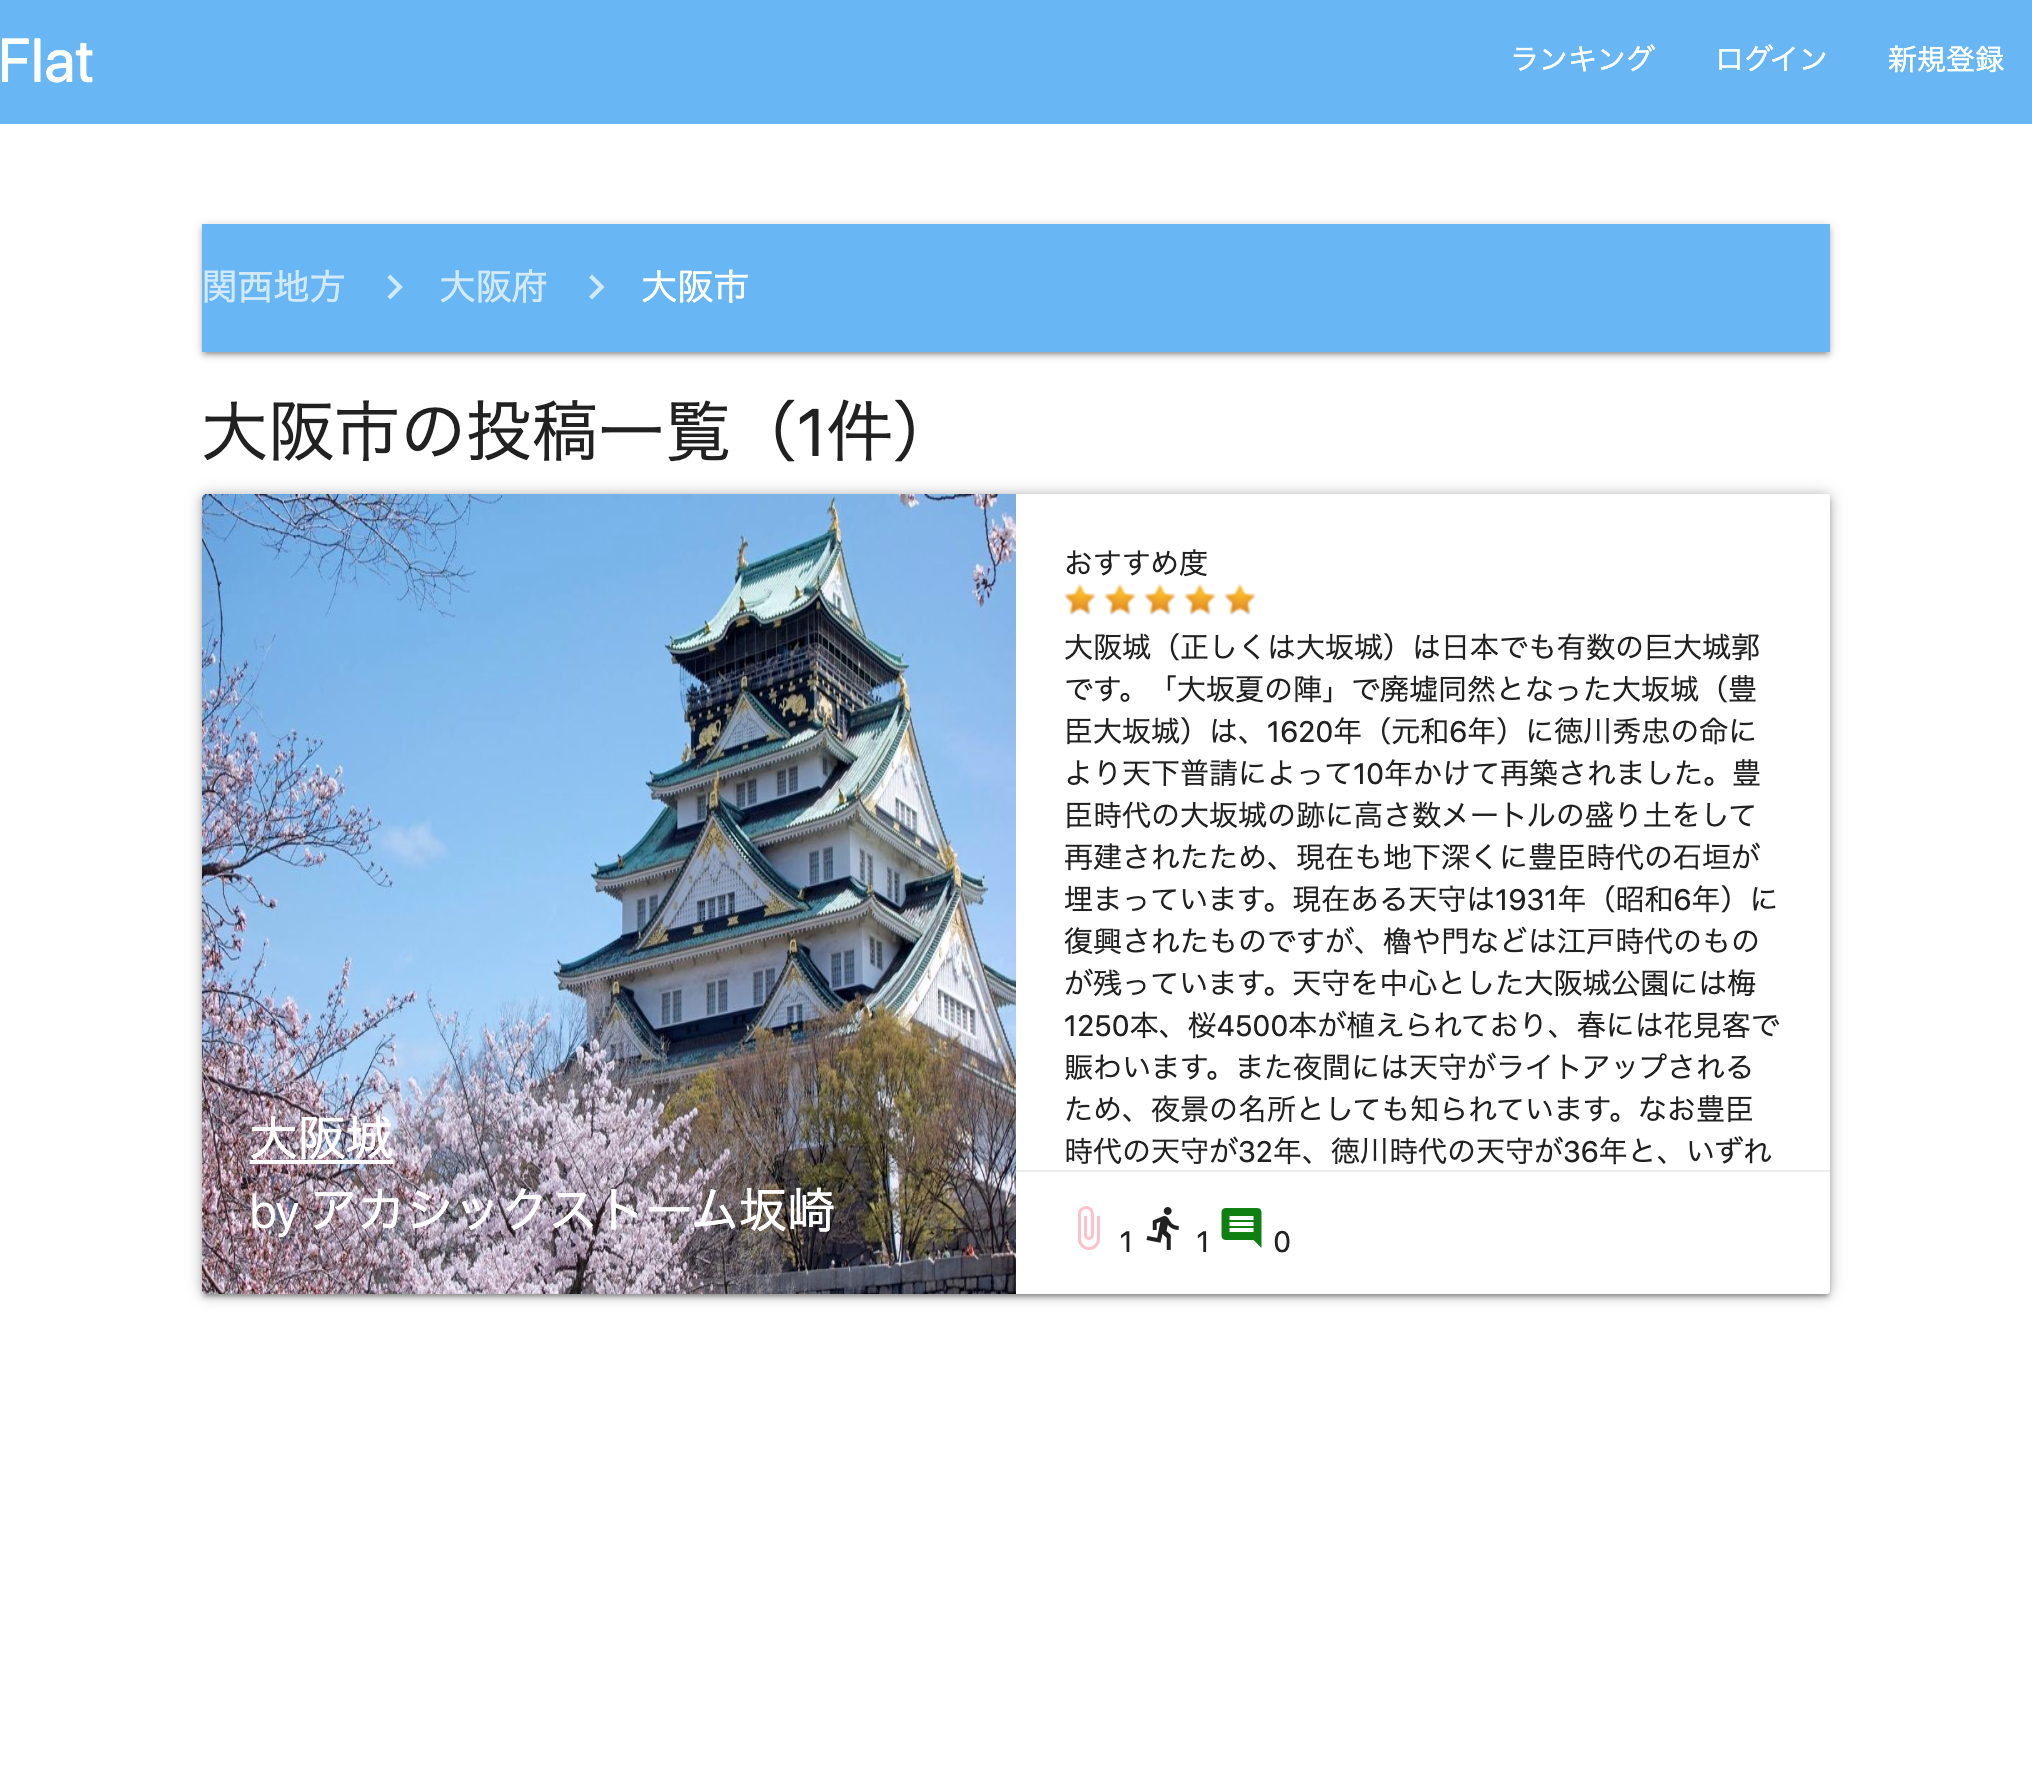 Flat
ランキング
ログイン
新規登録
関西地方 > 大阪府 > 大阪市
大阪市の投稿一覧（1件）
おすすめ度
大阪城（正しくは大坂城）は日本でも有数の巨大城郭
です。「大坂夏の陣」で廃墟同然となった大坂城（豊
臣大坂城）は、1620年（元和6年）に徳川秀忠の命に
より天下普請によって10年かけて再築されました。豊
臣時代の大坂城の跡に高さ数メートルの盛り土をして
再建されたため、現在も地下深くに豊臣時代の石垣が
埋まっています。現在ある天守は1931年（昭和6年）に
復興されたものですが、櫓や門などは江戸時代のもの
が残っています。天守を中心とした大阪城公園には梅
1250本、桜4500本が植えられており、春には花見客で
賑わいます。また夜間には天守がライトアップされる
ため、夜景の名所としても知られています。なお豊臣
時代の天守が32年、徳川時代の天守が36年と、いずれ
大阪城
by アカシックストーム坂崎
1 1 0